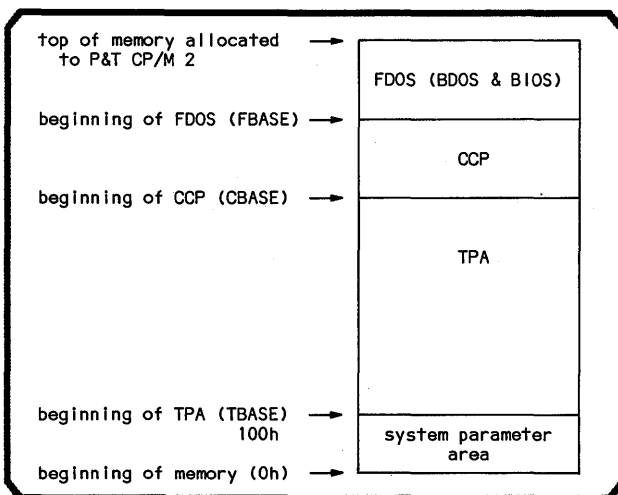 top of memory allocated
to P&T CP/M 2
FDOS (BDOS & BIOS)
beginning of FDOS (FBASE)
CCP
beginning of CCP (CBASE)
TPA
beginning of TPA (TBASE)
100h
system parameter
area
beginning of memory (0h)